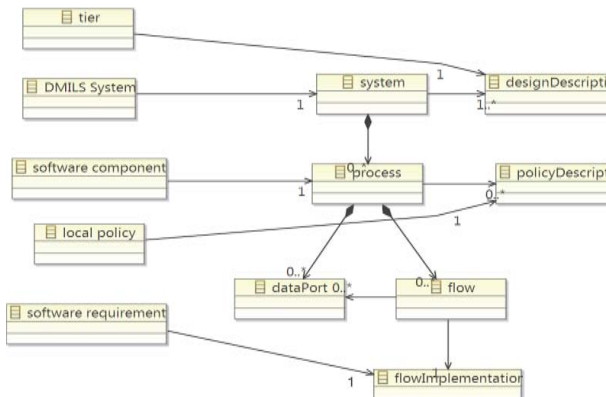 tier
1
DMILS System
1
system
1..*
designDescripti
software component
1
0..*
process
0..*
policyDescript
local policy
1
0..*
dataPort
0..*
0..
flow
software requirement
1
1
flowImplementation